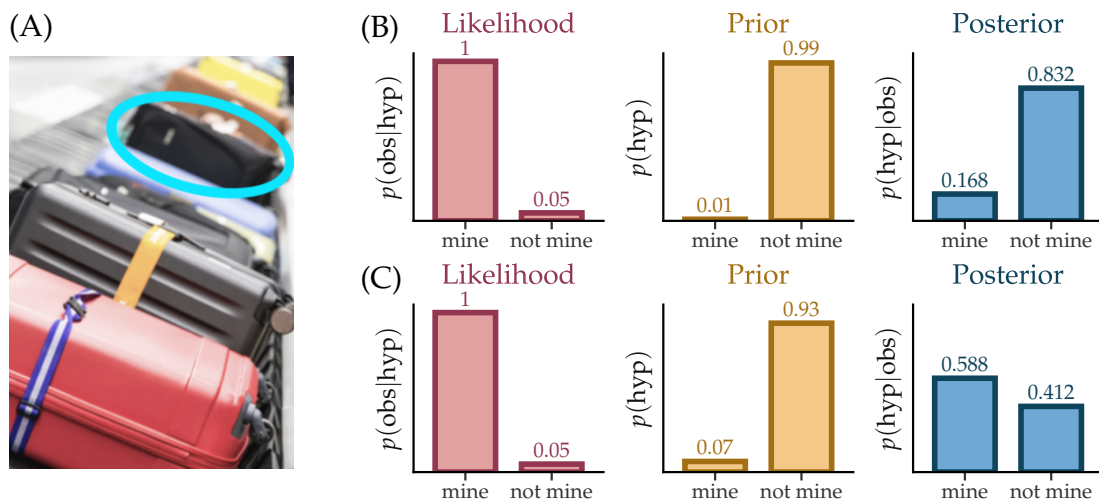 (A)
(B)
Likelihood
Prior
Posterior
p(obs|hyp)
1
0.05
mine
not mine
p(hyp)
0.01
0.99
mine
not mine
p(hyp|obs)
0.168
0.832
mine
not mine
(C)
Likelihood
Prior
Posterior
p(obs|hyp)
1
0.05
mine
not mine
p(hyp)
0.07
0.93
mine
not mine
p(hyp|obs)
0.588
0.412
mine
not mine